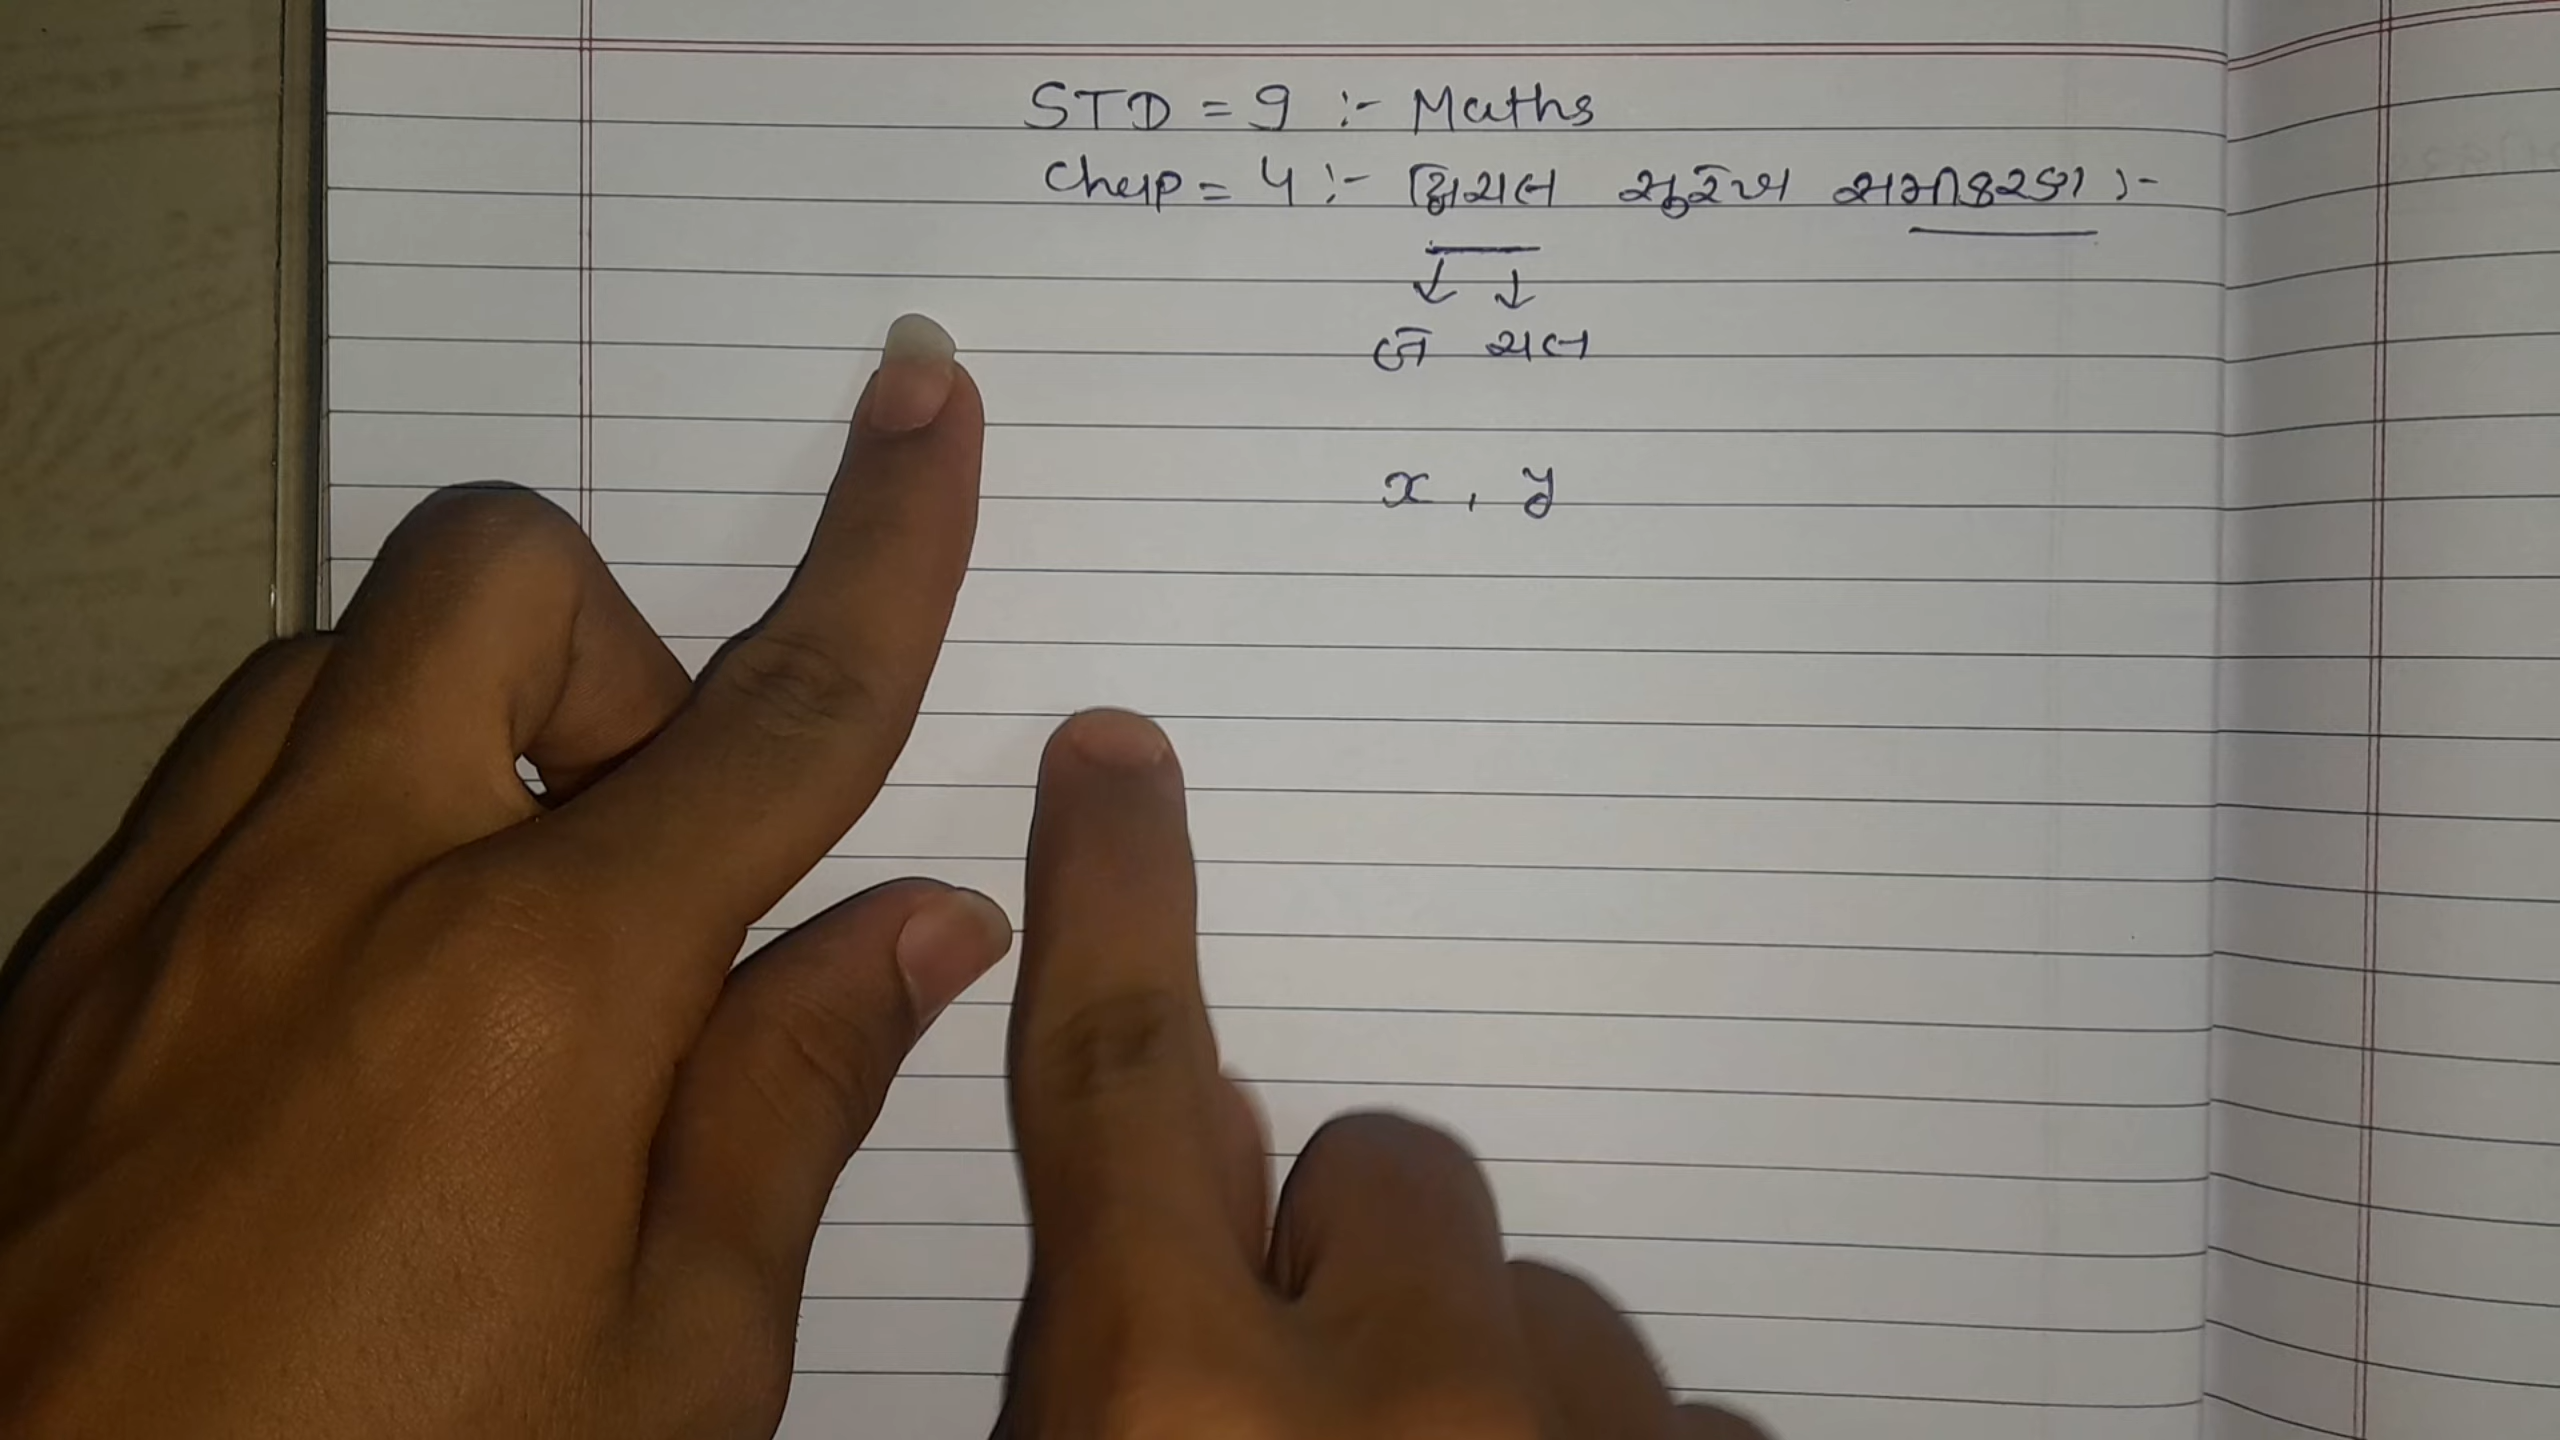 STD = 9 :- Maths
Chap = 4 :- દ્વિચલ સુરેખ સમીકરણ :-
બે ચલ
x , y